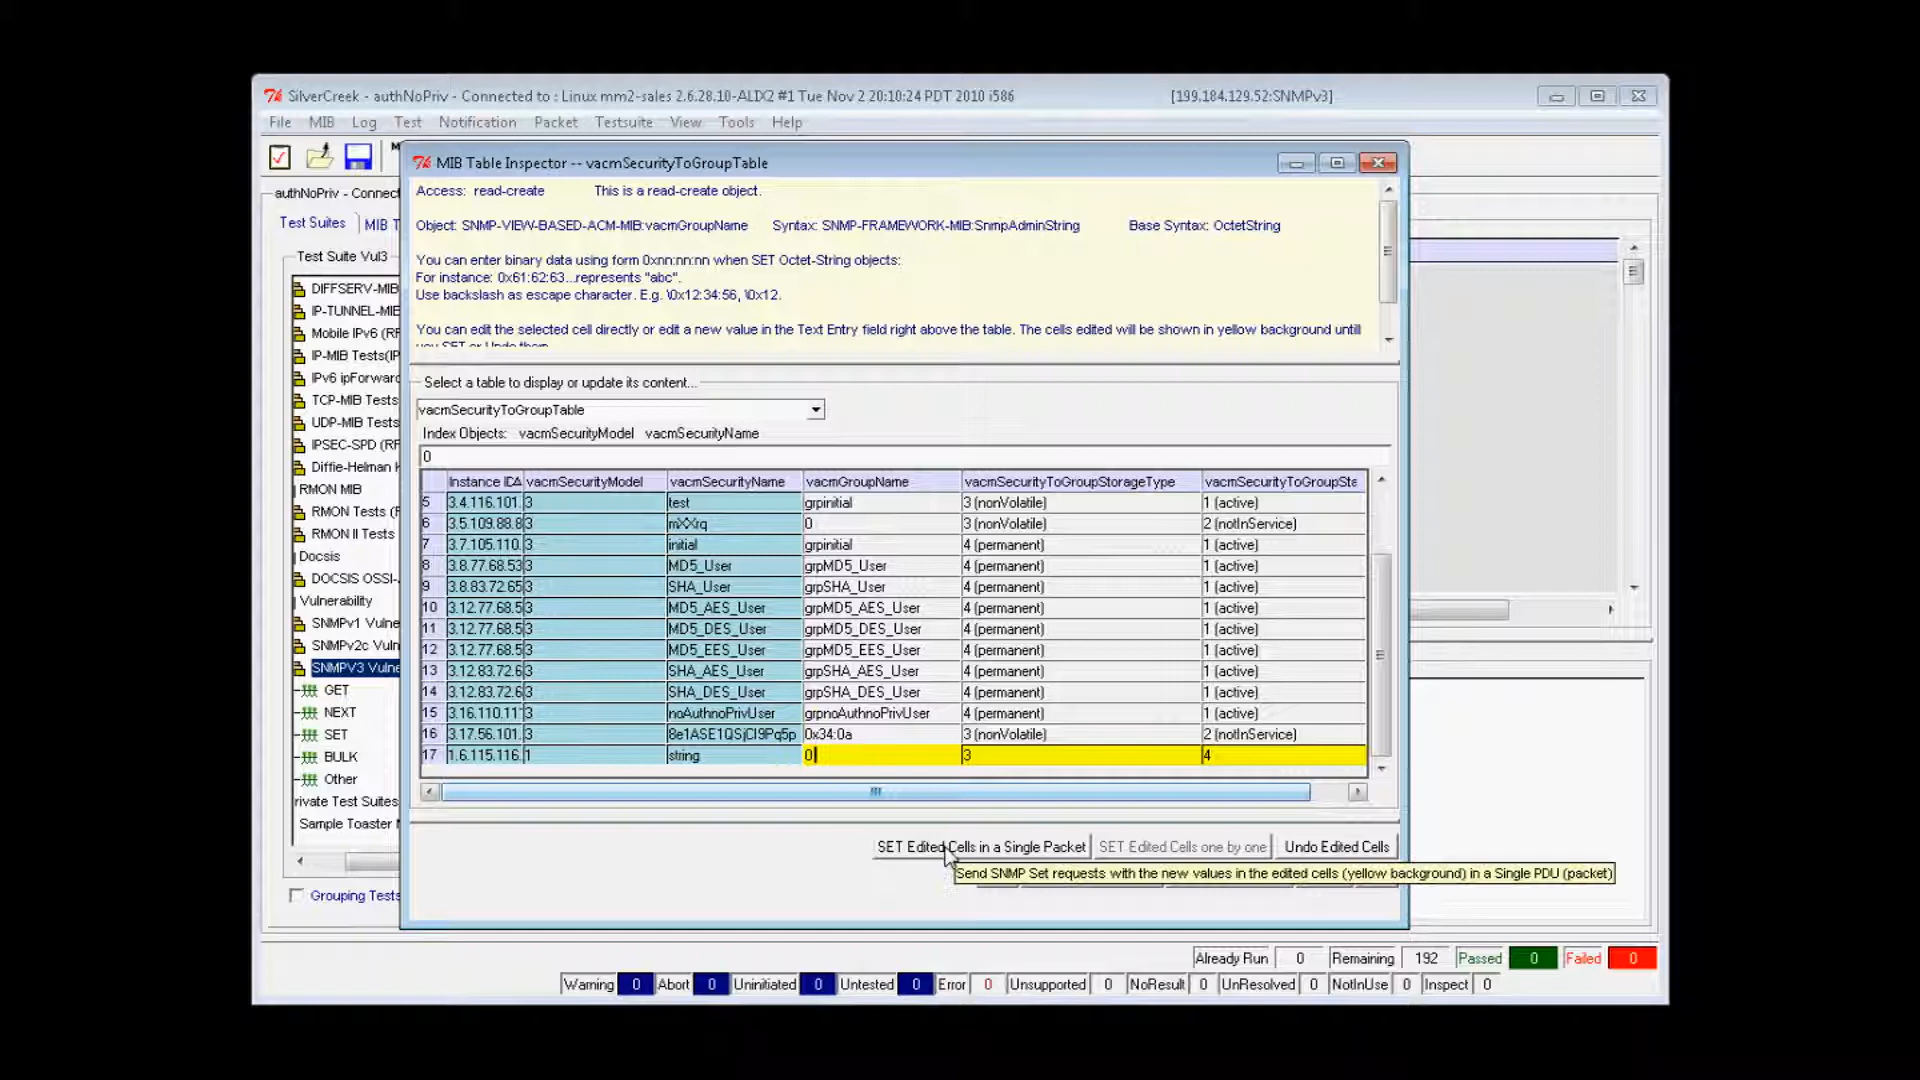 SilverCreek - authNoPriv - Connected to : Linux mm2-sales 2.6.28.10-ALIX2 #1 Tue Nov 2 20:10:24 PDT 2010 i586 [199.184.129.52:SNMPv3]
File MIB Log Test Notification Packet Testsuite View Tools Help
MIB Table Inspector -- vacmSecurityToGroupTable
Access: read-create This is a read-create object.
Object: SNMP-VIEW-BASED-ACM-MIB:vacmGroupName Syntax: SNMP-FRAMEWORK-MIB:SnmpAdminString Base Syntax: OctetString
You can enter binary data using form 0xnn:nn:nn when SET Octet-String objects:
For instance: 0x61:62:63...represents "abc".
Use backslash as escape character. E.g. \0x12:34:56, \0x12.
You can edit the selected cell directly or edit a new value in the Text Entry field right above the table. The cells edited will be shown in yellow background untill
you SET or Undo them
Select a table to display or update its content...
vacmSecurityToGroupTable
Index Objects: vacmSecurityModel vacmSecurityName
0
Instance ID vacmSecurityModel vacmSecurityName vacmGroupName vacmSecurityToGroupStorageType vacmSecurityToGroupSta
5 3.4.116.101. 3 test grpinitial 3 (nonVolatile) 1 (active)
6 3.5.109.88.8 3 mXXrq 0 3 (nonVolatile) 2 (notInService)
7 3.7.105.110. 3 initial grpinitial 4 (permanent) 1 (active)
8 3.8.77.68.53 3 MD5_User grpMD5_User 4 (permanent) 1 (active)
9 3.8.83.72.65 3 SHA_User grpSHA_User 4 (permanent) 1 (active)
10 3.12.77.68.5 3 MD5_AES_User grpMD5_AES_User 4 (permanent) 1 (active)
11 3.12.77.68.5 3 MD5_DES_User grpMD5_DES_User 4 (permanent) 1 (active)
12 3.12.77.68.5 3 MD5_EES_User grpMD5_EES_User 4 (permanent) 1 (active)
13 3.12.83.72.6 3 SHA_AES_User grpSHA_AES_User 4 (permanent) 1 (active)
14 3.12.83.72.6 3 SHA_DES_User grpSHA_DES_User 4 (permanent) 1 (active)
15 3.16.110.11 3 noAuthnoPrivUser grpnoAuthnoPrivUser 4 (permanent) 1 (active)
16 3.17.56.101. 3 8e1ASE1QSjCI9Pq5p 0x34:0a 3 (nonVolatile) 2 (notInService)
17 1.6.115.116. 1 string 0 3 4
SET Edited Cells in a Single Packet SET Edited Cells one by one Undo Edited Cells
Send SNMP Set requests with the new values in the edited cells (yellow background) in a Single PDU (packet)
authNoPriv - Connect
Test Suites MIB T
Test Suite Vul3
DIFFSERV-MIB
IP-TUNNEL-MIB
Mobile IPv6 (RF
IP-MIB Tests(IP
IPv6 ipForward
TCP-MIB Tests
UDP-MIB Tests
IPSEC-SPD (RF
Diffie-Helman K
RMON MIB
RMON Tests (F
RMON II Tests
Docsis
DOCSIS OSSI-
Vulnerability
SNMPv1 Vulne
SNMPv2c Vuln
SNMPV3 Vulne
GET
NEXT
SET
BULK
Other
rivate Test Suites
Sample Toaster
Grouping Tests
Already Run 0 Remaining 192 Passed 0 Failed 0
Warning 0 Abort 0 Uninitiated 0 Untested 0 Error 0 Unsupported 0 NoResult 0 UnResolved 0 NotInUse 0 Inspect 0